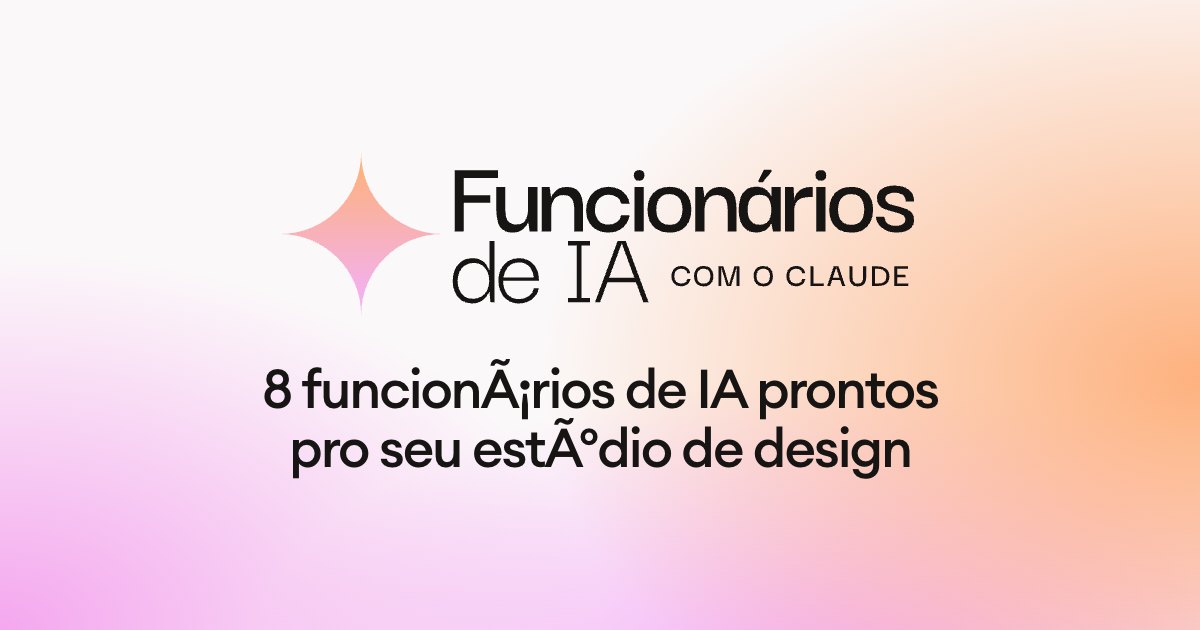 Funcionários
de IA COM O CLAUDE
8 funcionÃ¡rios de IA prontos
pro seu estÃºdio de design